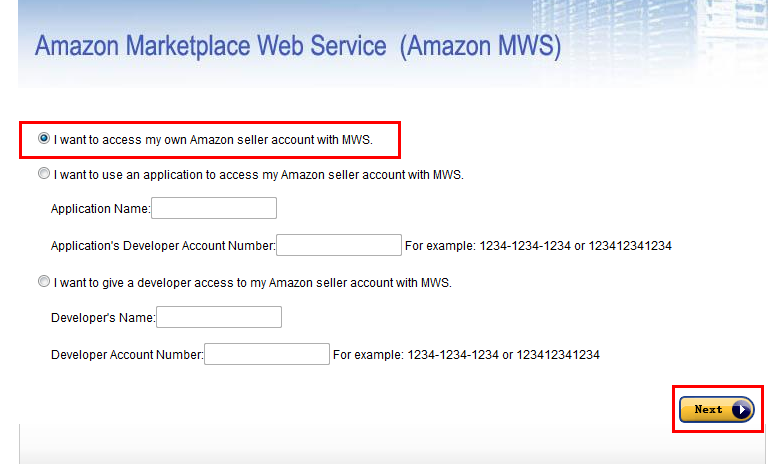 Amazon Marketplace Web Service (Amazon MWS)
I want to access my own Amazon seller account with MWS.
I want to use an application to access my Amazon seller account with MWS.
Application Name:
Application's Developer Account Number: For example: 1234-1234-1234 or 123412341234
I want to give a developer access to my Amazon seller account with MWS.
Developer's Name:
Developer Account Number: For example: 1234-1234-1234 or 123412341234
Next